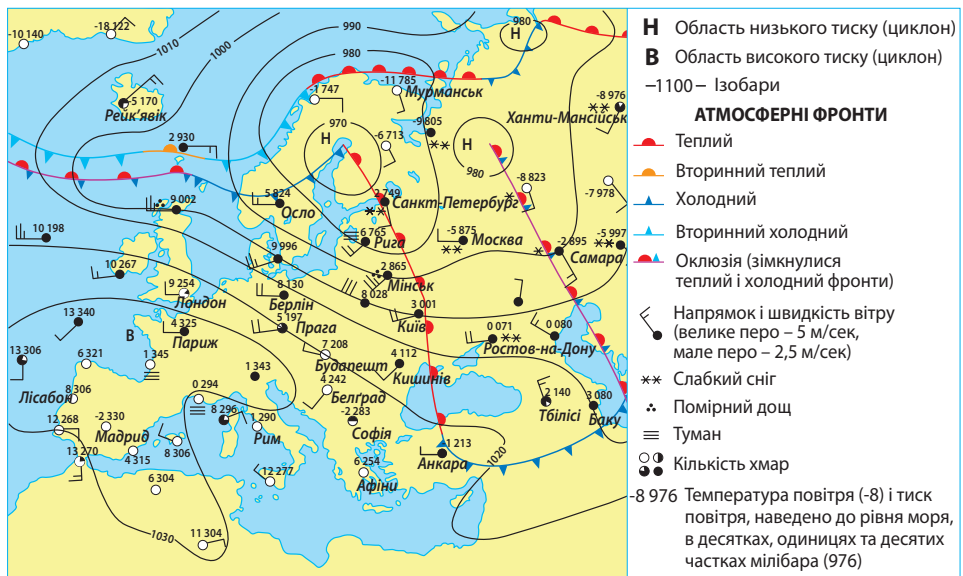 -10 140
-18 122
1010
1000
990
980
980
Н
-5 170
Рейк'явік
-1 747
-11 785
Мурманськ
-8 976
Ханти-Мансійськ
2 930
970
Н
-6 713
-9 805
Н
980
-8 823
-7 978
5 824
Осло
2 749
Санкт-Петербург
9 002
10 198
6 765
Рига
-5 875
Москва
-2 895
-5 997
Самара
9 996
10 267
2 865
Мінськ
9 254
Лондон
8 130
Берлін
8 028
3 001
Київ
13 340
В
4 325
Париж
5 197
Прага
0 071
0 080
Ростов-на-Дону
13 306
6 321
1 345
7 208
Будапешт
4 112
Кишинів
1 343
8 306
Лісабон
0 294
4 242
Бєлґрад
2 140
Тбілісі
3 080
Баку
12 268
-2 330
Мадрид
8 296
1 290
Рим
-2 283
Софія
13 270
4 315
8 306
1 213
Анкара
1020
12 277
6 254
Афіни
6 304
1030
11 304
Н Область низького тиску (циклон)
В Область високого тиску (циклон)
–1100– Ізобари
АТМОСФЕРНІ ФРОНТИ
Теплий
Вторинний теплий
Холодний
Вторинний холодний
Оклюзія (зімкнулися
теплий і холодний фронти)
Напрямок і швидкість вітру
(велике перо – 5 м/сек,
мале перо – 2,5 м/сек)
Слабкий сніг
Помірний дощ
Туман
Кількість хмар
-8 976 Температура повітря (-8) і тиск
повітря, наведено до рівня моря,
в десятках, одиницях та десятих
частках мілібара (976)